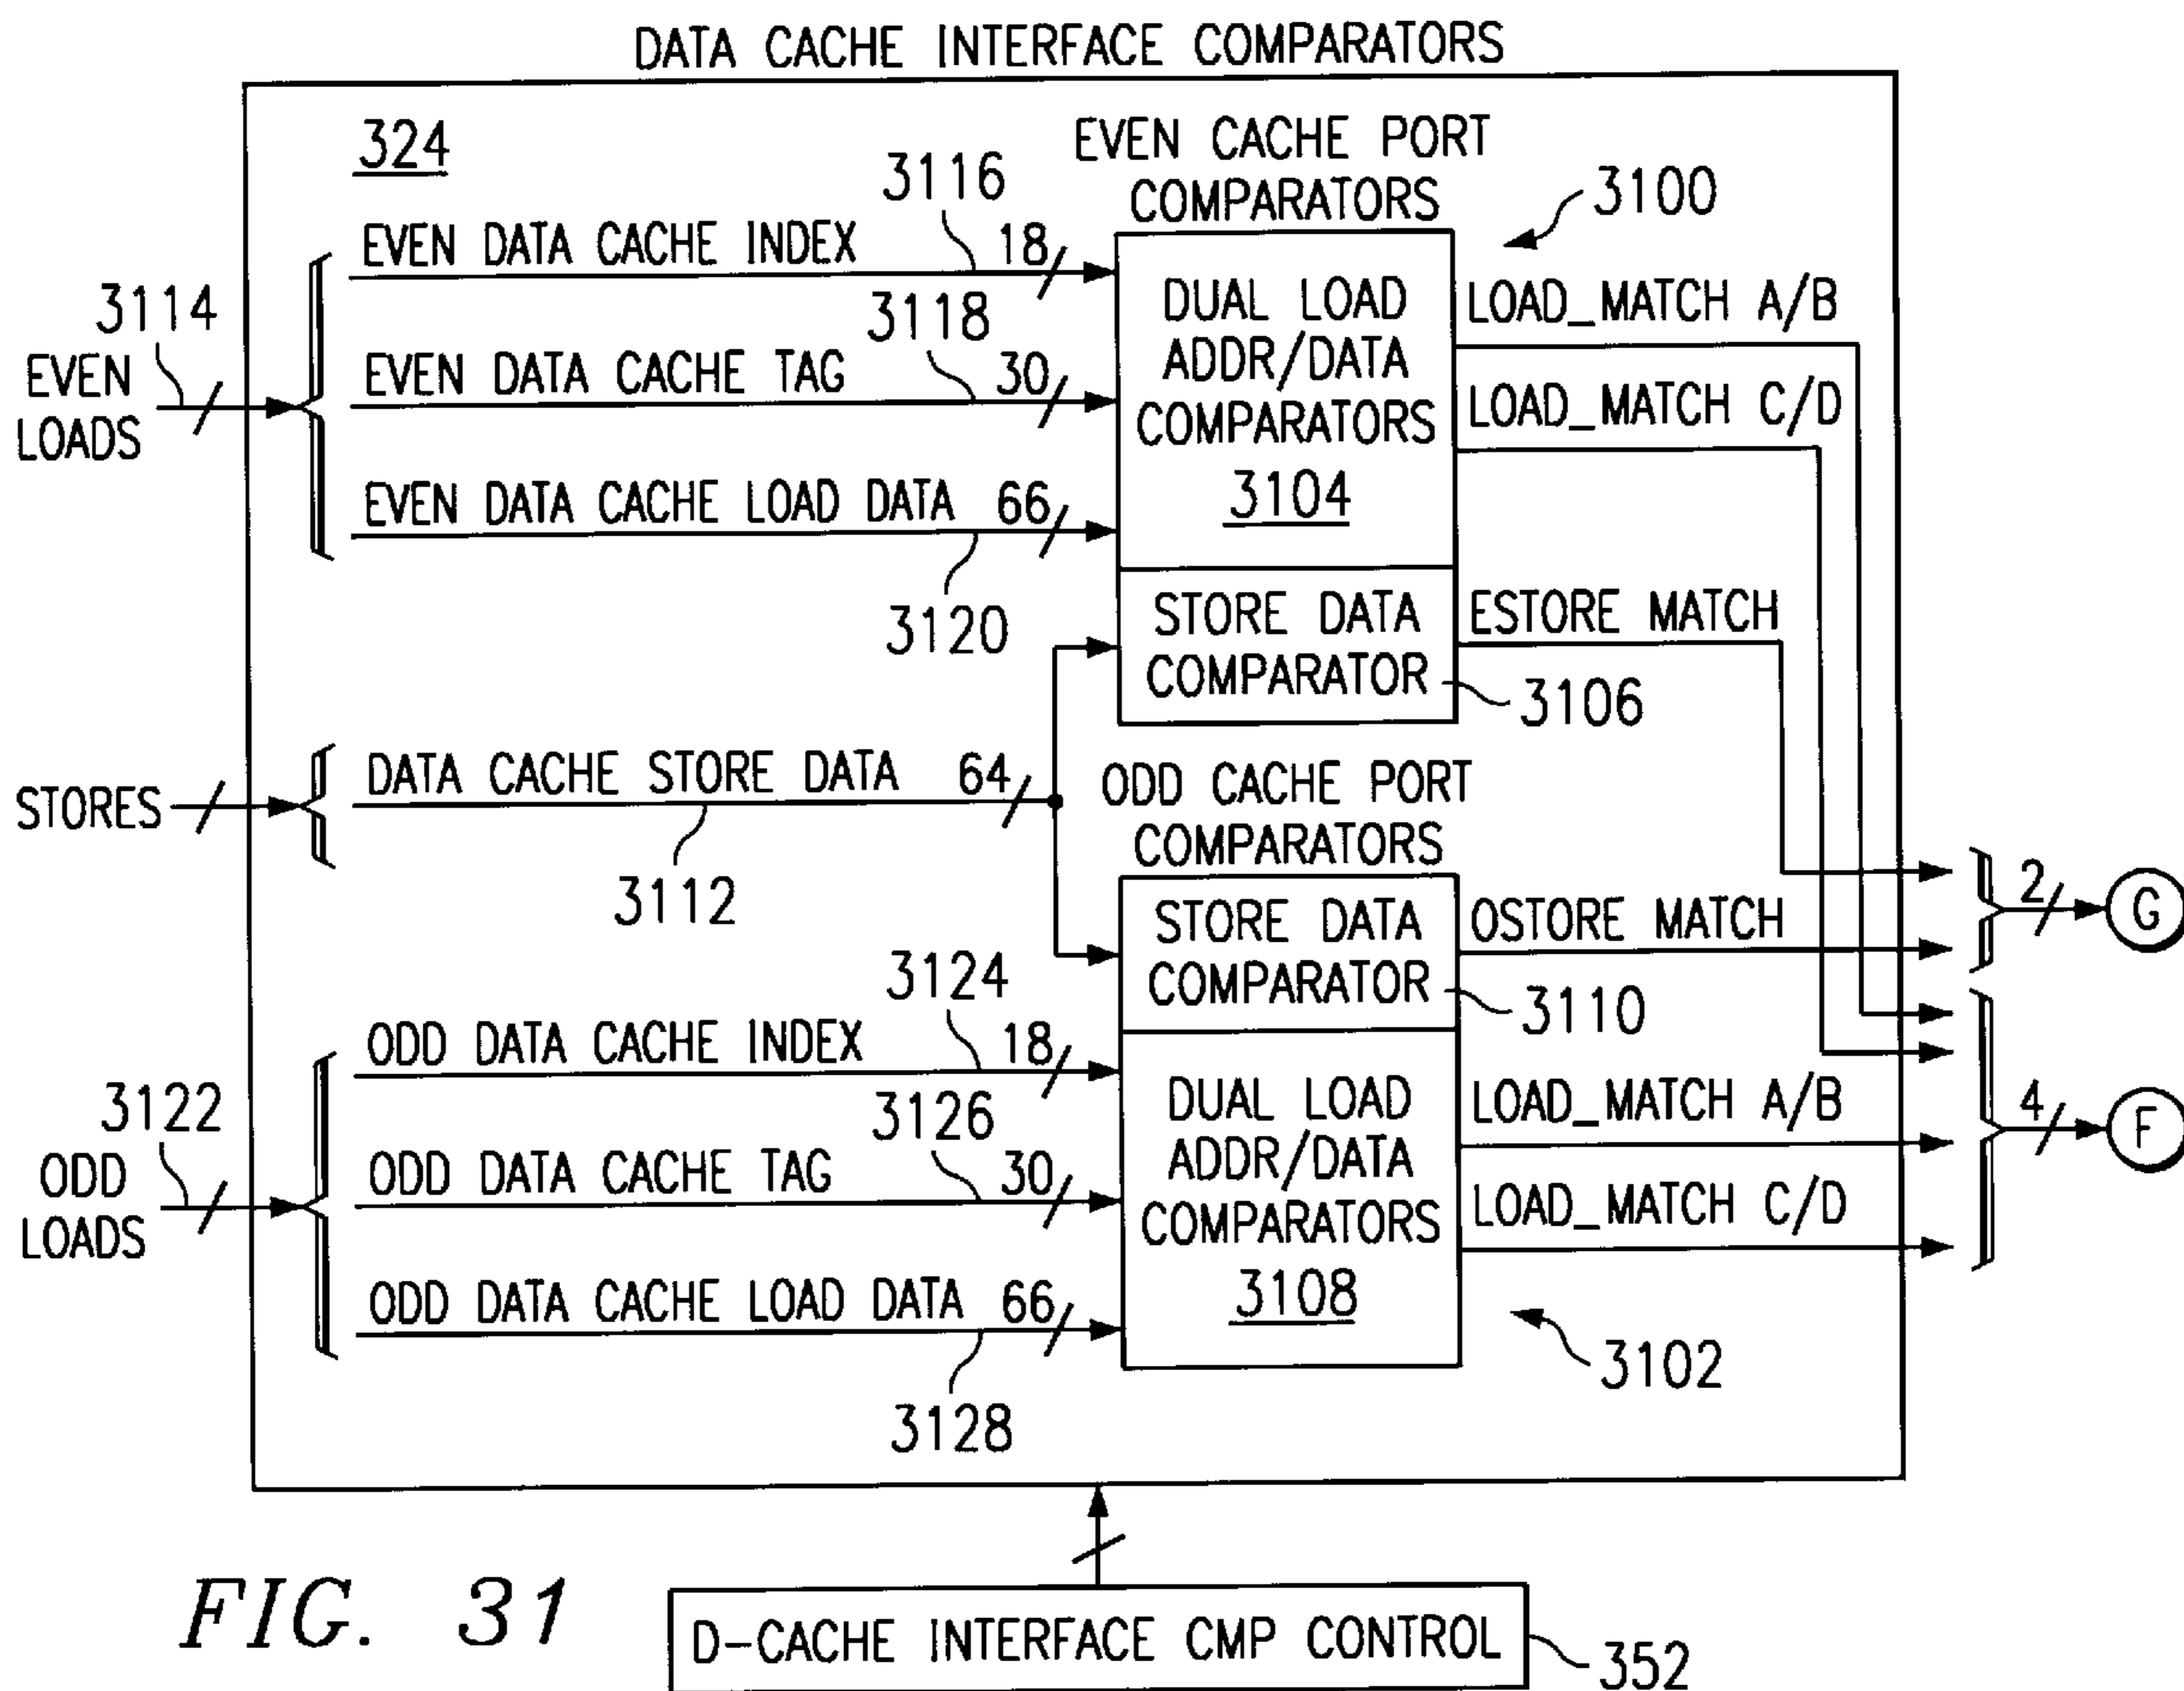 DATA CACHE INTERFACE COMPARATORS
324
EVEN CACHE PORT
COMPARATORS
3100
3116
EVEN DATA CACHE INDEX 18
3114
EVEN
LOADS
3118
EVEN DATA CACHE TAG 30
EVEN DATA CACHE LOAD DATA 66
3120
DUAL LOAD
ADDR/DATA
COMPARATORS
3104
LOAD_MATCH A/B
LOAD_MATCH C/D
STORE DATA
COMPARATOR
3106
ESTORE MATCH
STORES
DATA CACHE STORE DATA 64
3112
ODD CACHE PORT
COMPARATORS
STORE DATA
COMPARATOR
3110
OSTORE MATCH
2
G
3124
ODD DATA CACHE INDEX 18
3122
ODD
LOADS
3126
ODD DATA CACHE TAG 30
ODD DATA CACHE LOAD DATA 66
3128
DUAL LOAD
ADDR/DATA
COMPARATORS
3108
LOAD_MATCH A/B
LOAD_MATCH C/D
4
F
3102
FIG. 31
D-CACHE INTERFACE CMP CONTROL
352